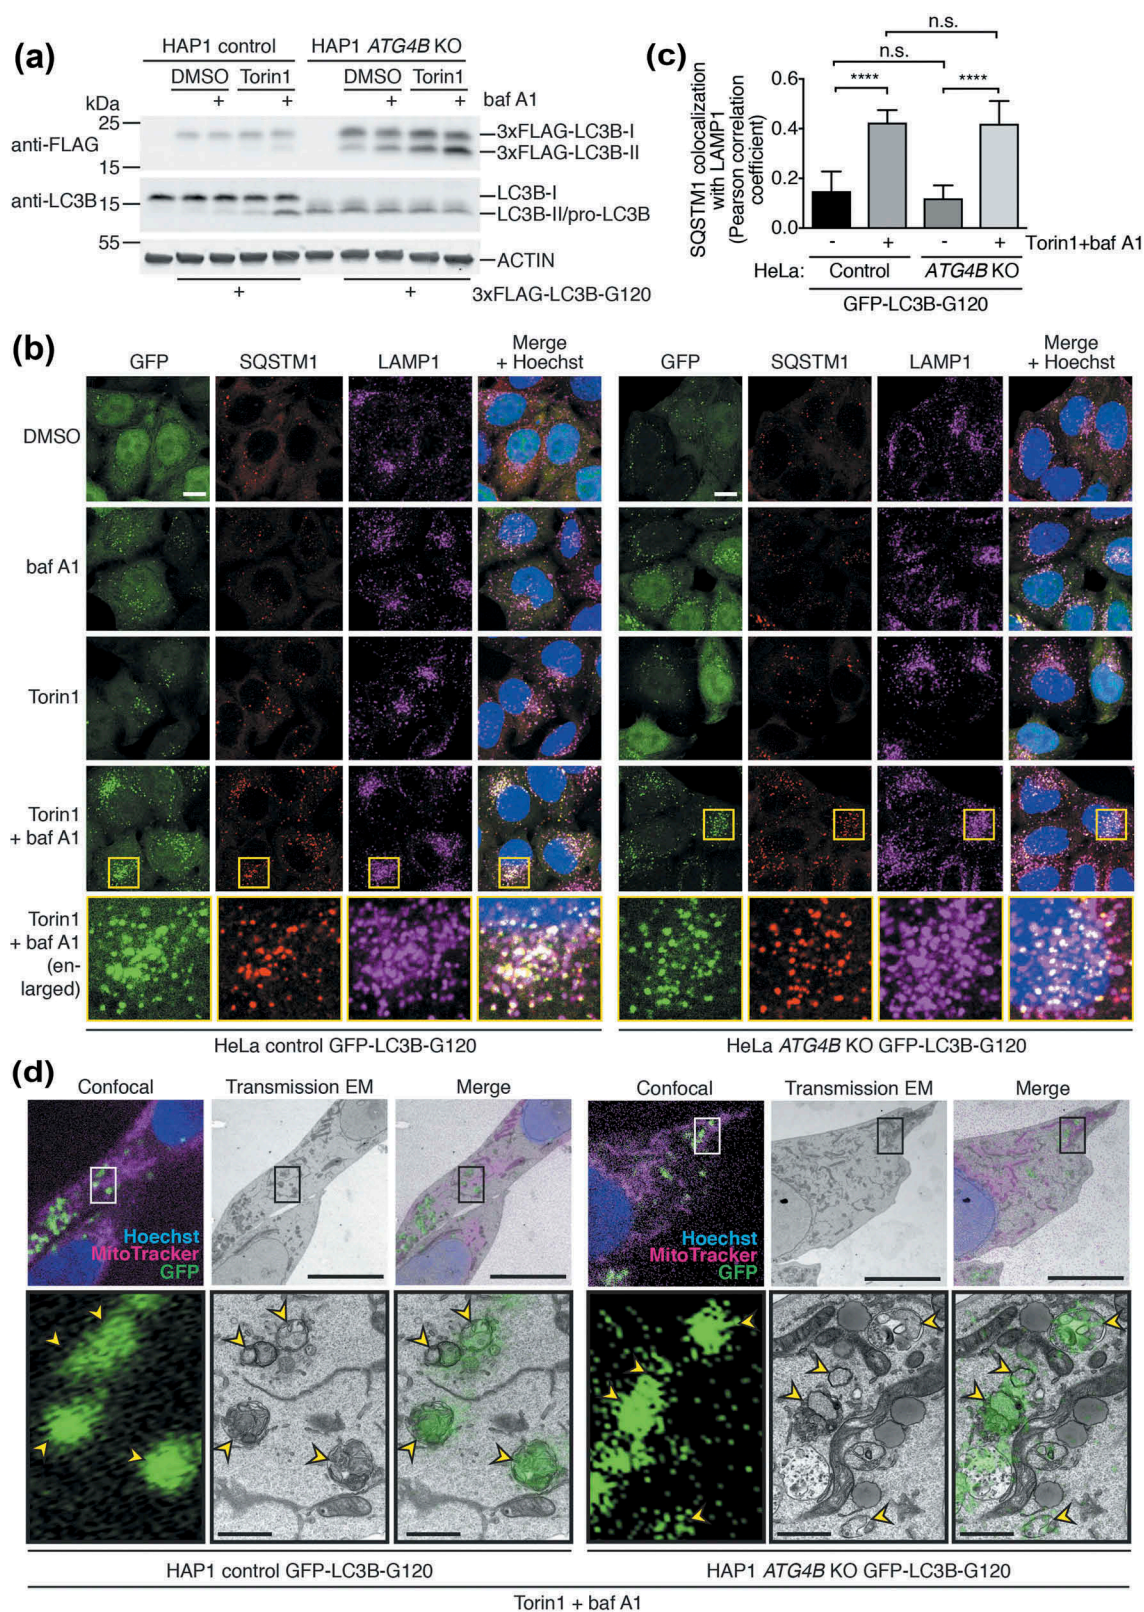 (a)
HAP1 control HAP1 ATG4B KO
DMSO Torin1 DMSO Torin1
kDa + + + + baf A1
25
anti-FLAG
3xFLAG-LC3B-I
3xFLAG-LC3B-II
15
anti-LC3B
LC3B-I
15
LC3B-II/pro-LC3B
55
ACTIN
+ + 3xFLAG-LC3B-G120
(c)
n.s.
n.s.
**** ****
SQSTM1 colocalization
with LAMP1
(Pearson correlation
coefficient)
0.6
0.4
0.2
0.0
- + - + Torin1+baf A1
HeLa: Control ATG4B KO
GFP-LC3B-G120
(b)
GFP SQSTM1 LAMP1 Merge + Hoechst GFP SQSTM1 LAMP1 Merge + Hoechst
DMSO
baf A1
Torin1
Torin1
+ baf A1
Torin1
+ baf A1
(en-
larged)
HeLa control GFP-LC3B-G120 HeLa ATG4B KO GFP-LC3B-G120
(d)
Confocal Transmission EM Merge Confocal Transmission EM Merge
Hoechst
MitoTracker
GFP
Hoechst
MitoTracker
GFP
HAP1 control GFP-LC3B-G120 HAP1 ATG4B KO GFP-LC3B-G120
Torin1 + baf A1